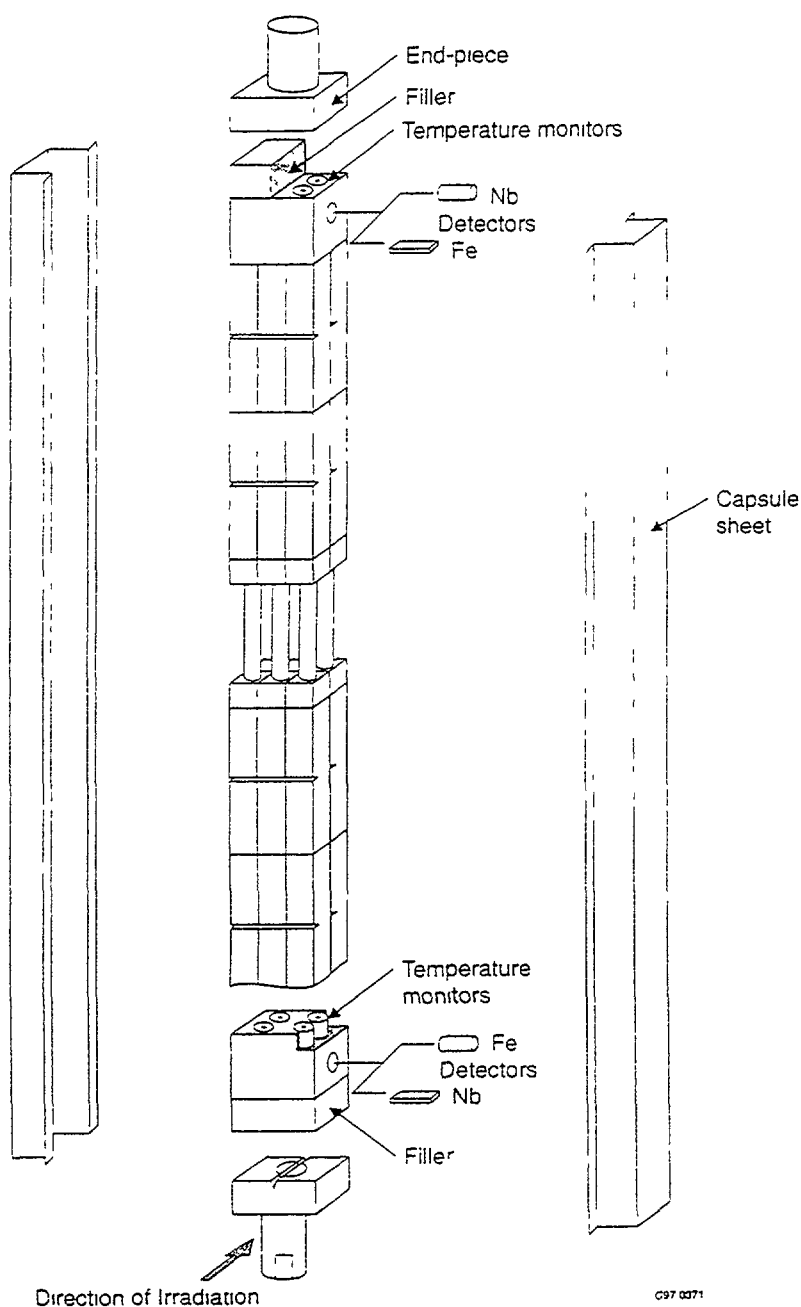 End-piece
Filler
Temperature monitors
Nb
Detectors
Fe
Capsule
sheet
Temperature
monitors
Fe
Detectors
Nb
Filler
Direction of Irradiation
C97 0371